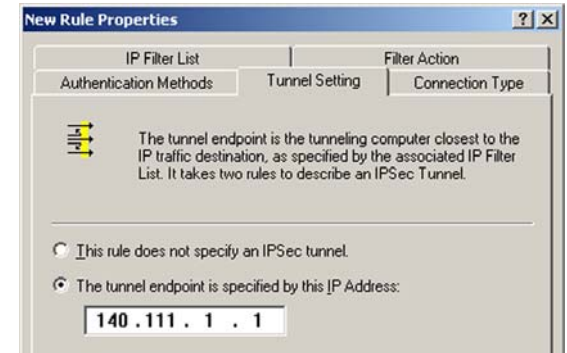 New Rule Properties
IP Filter List Filter Action
Authentication Methods Tunnel Setting Connection Type
The tunnel endpoint is the tunneling computer closest to the
IP traffic destination, as specified by the associated IP Filter
List. It takes two rules to describe an IPSec Tunnel.
This rule does not specify an IPSec tunnel.
The tunnel endpoint is specified by this IP Address:
140 . 111 . 1 . 1